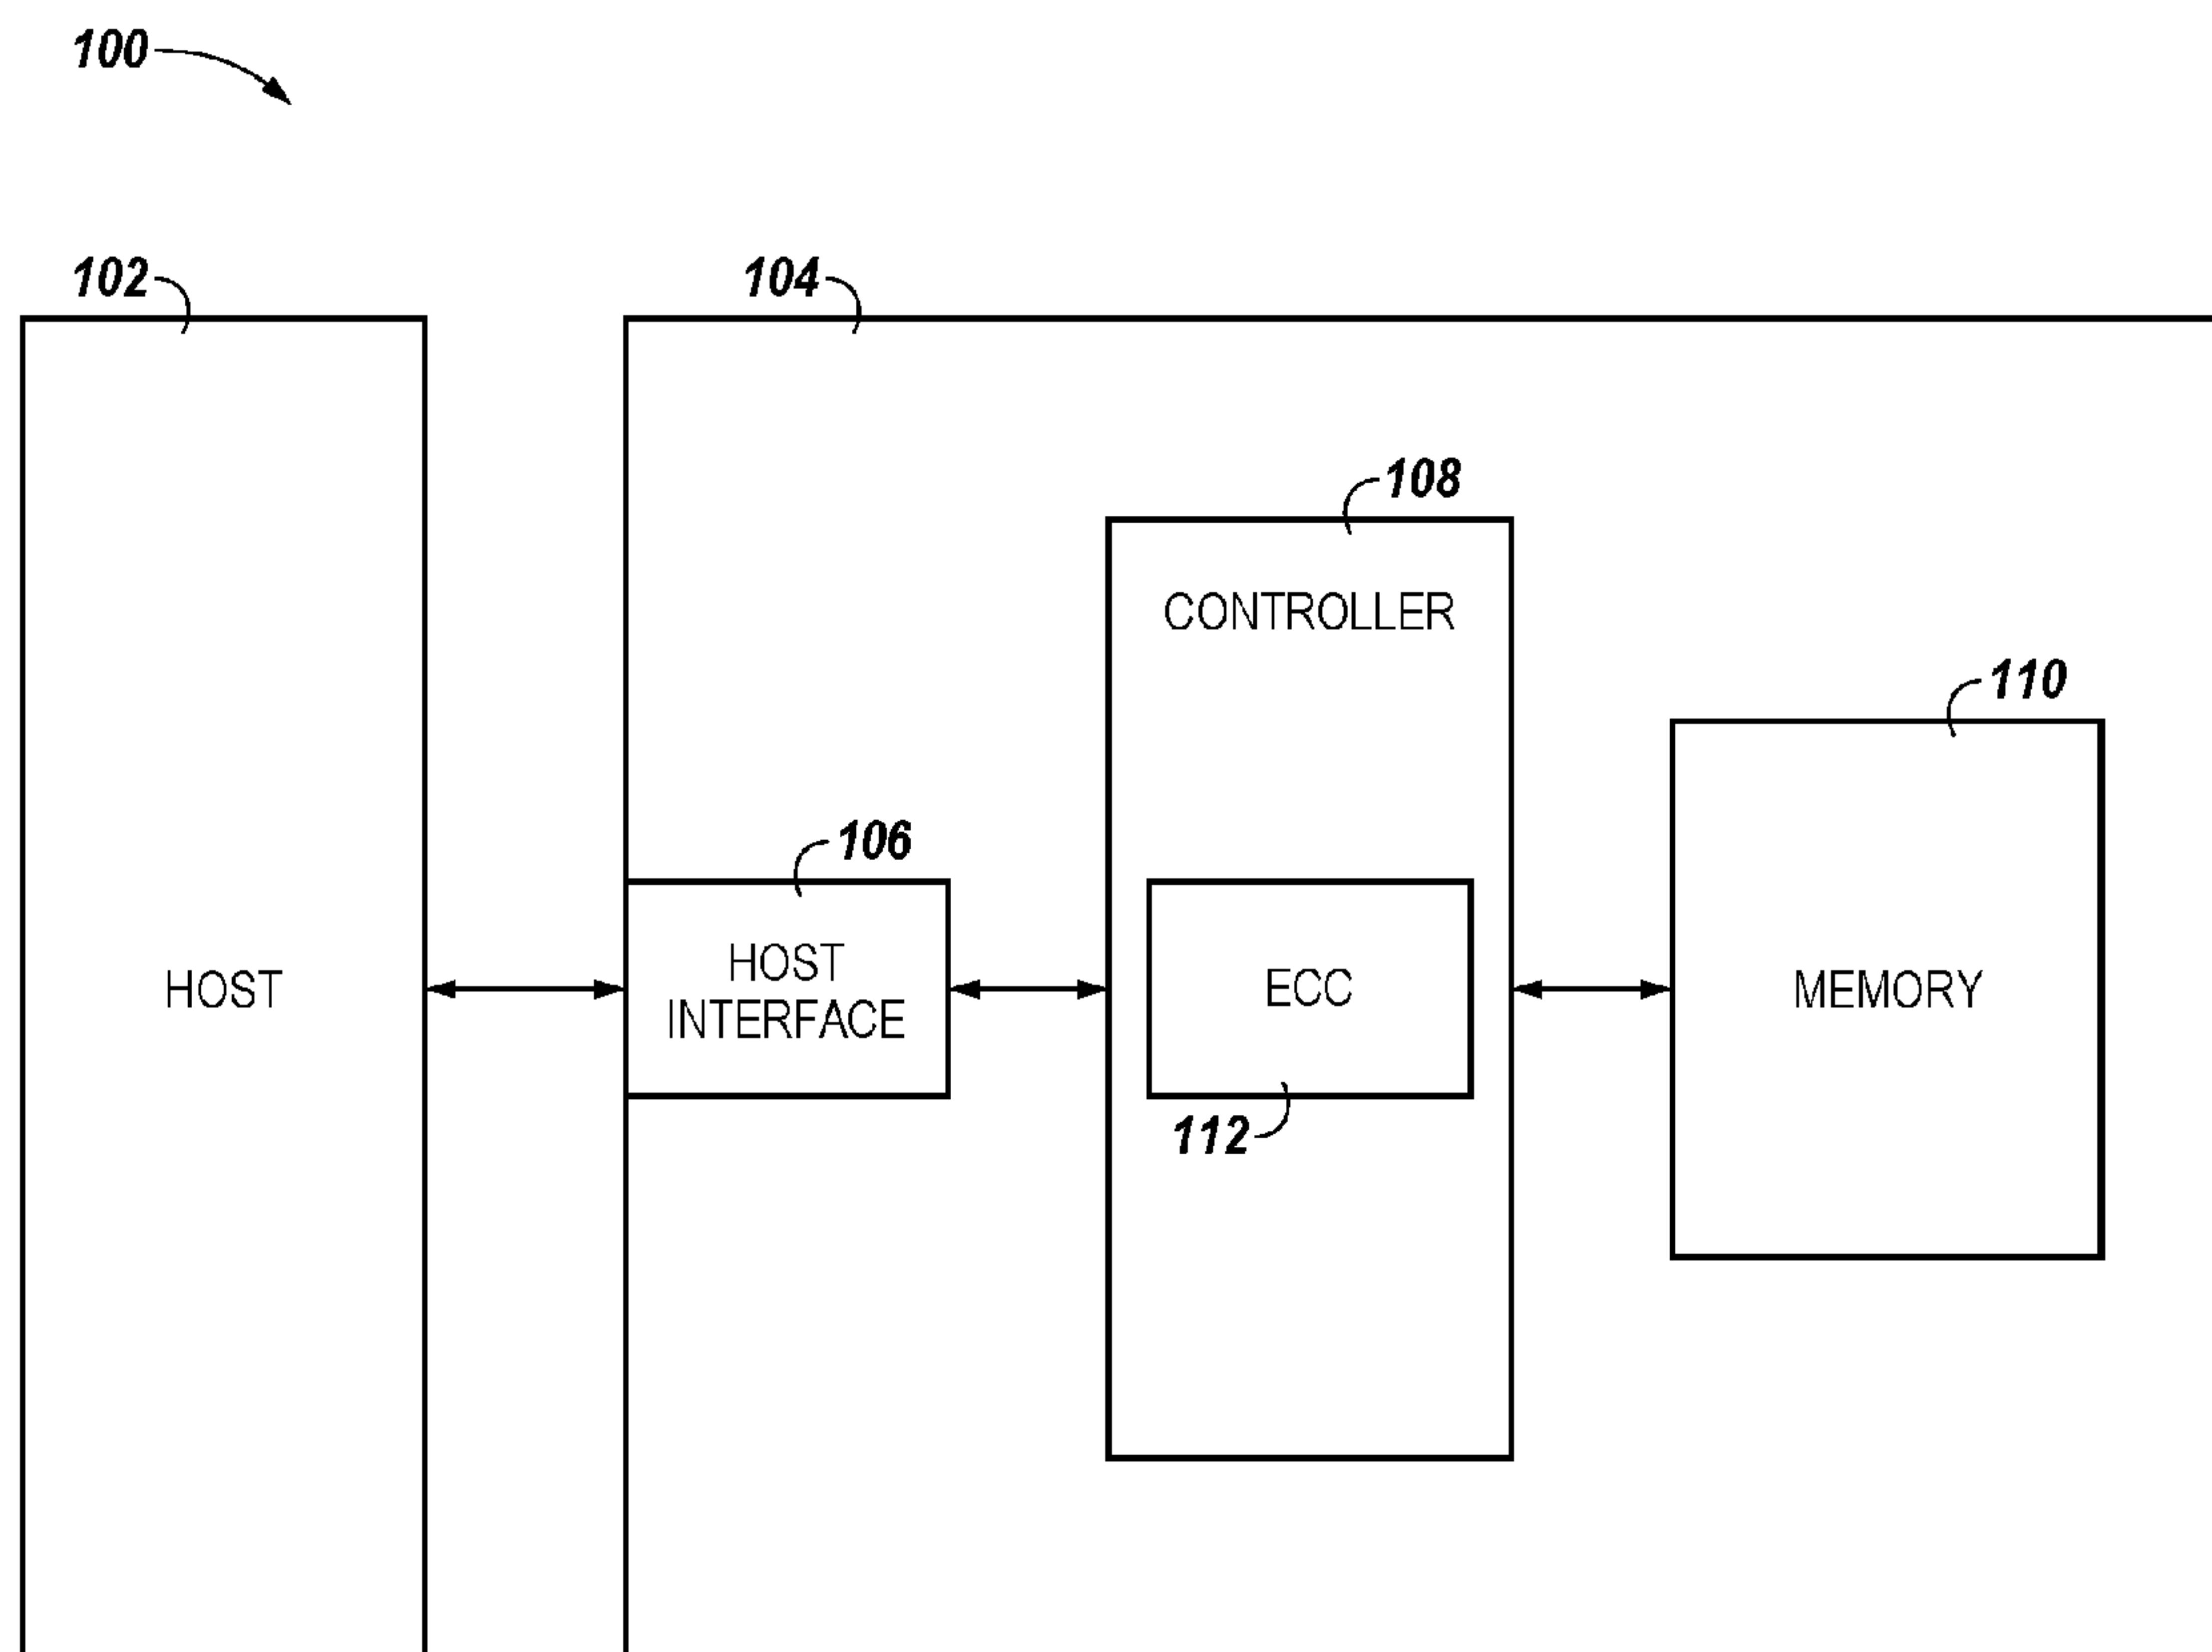 100
102
104
108
CONTROLLER
110
106
HOST
HOST
INTERFACE
ECC
MEMORY
112